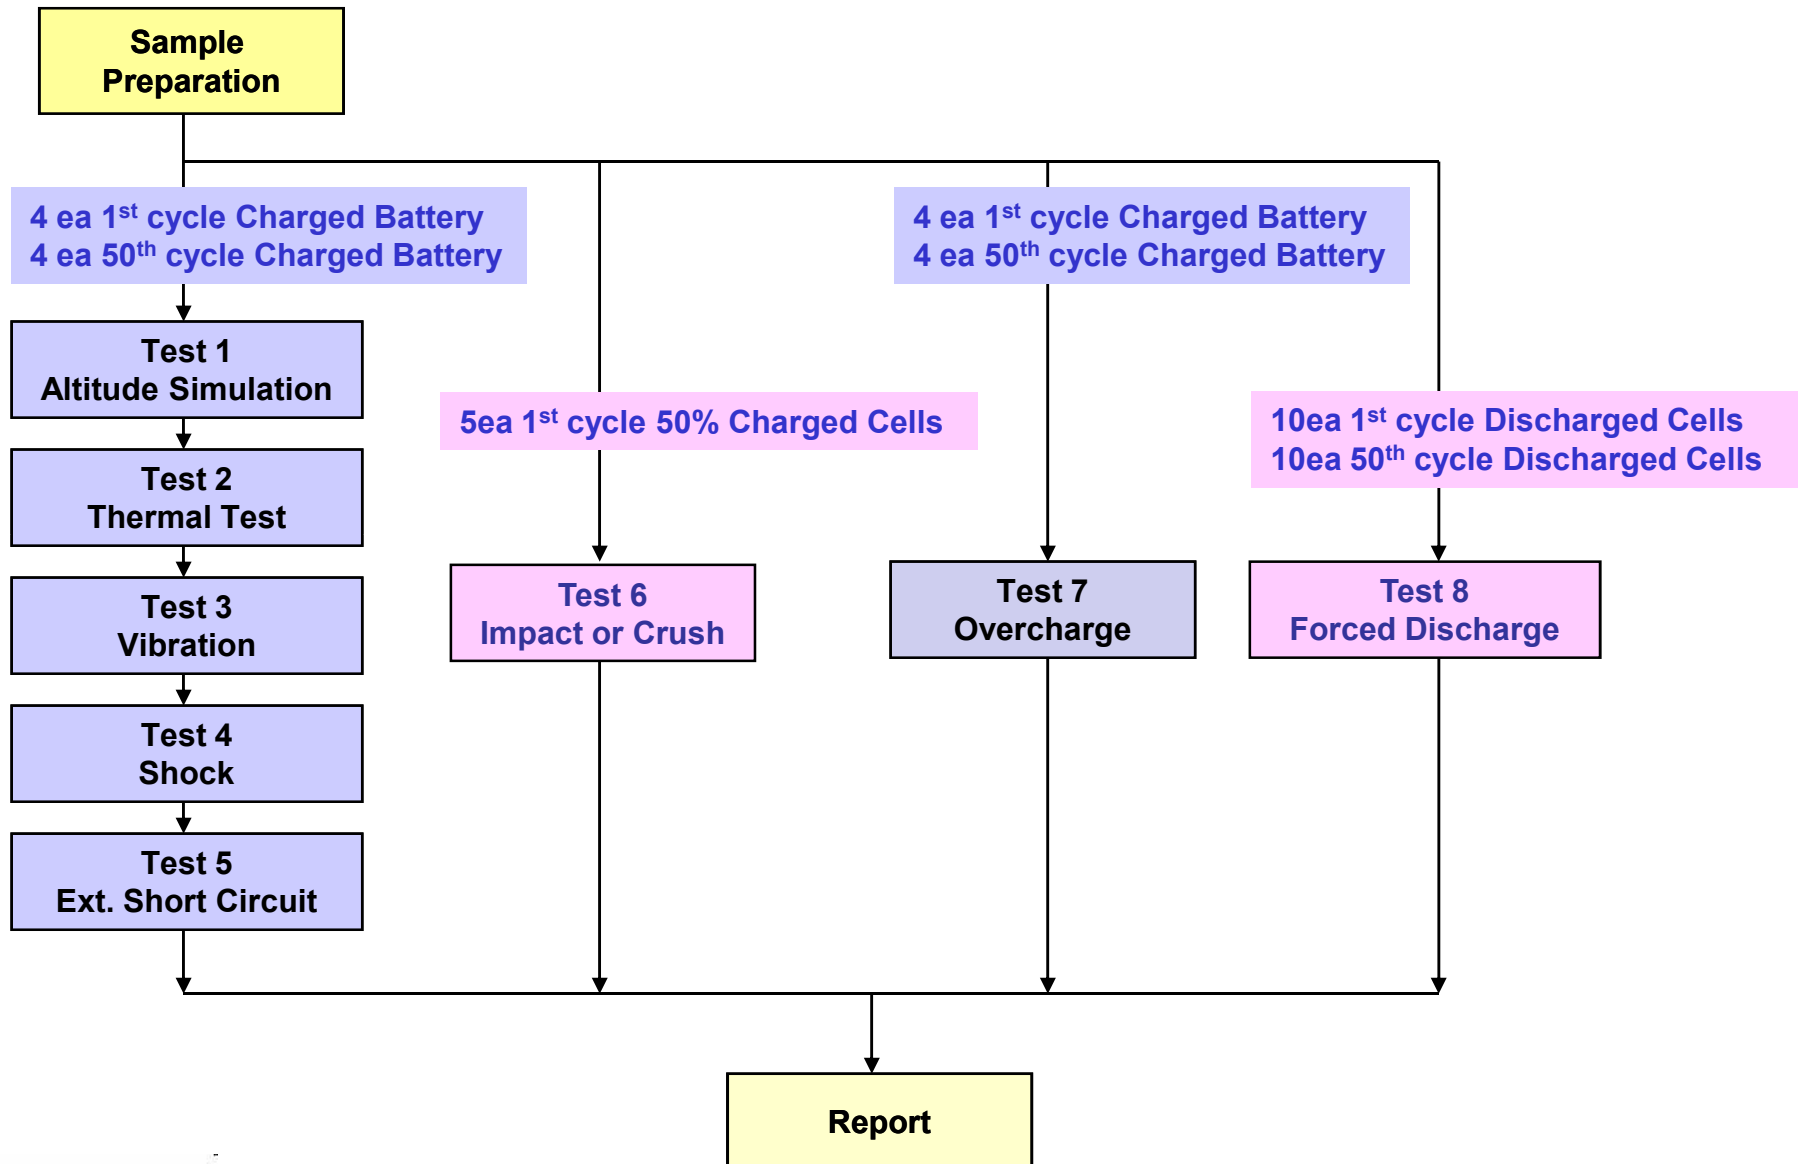 Sample
Preparation
4 ea 1st cycle Charged Battery
4 ea 50th cycle Charged Battery
4 ea 1st cycle Charged Battery
4 ea 50th cycle Charged Battery
Test 1
Altitude Simulation
5ea 1st cycle 50% Charged Cells
10ea 1st cycle Discharged Cells
10ea 50th cycle Discharged Cells
Test 2
Thermal Test
Test 3
Vibration
Test 6
Impact or Crush
Test 7
Overcharge
Test 8
Forced Discharge
Test 4
Shock
Test 5
Ext. Short Circuit
Report